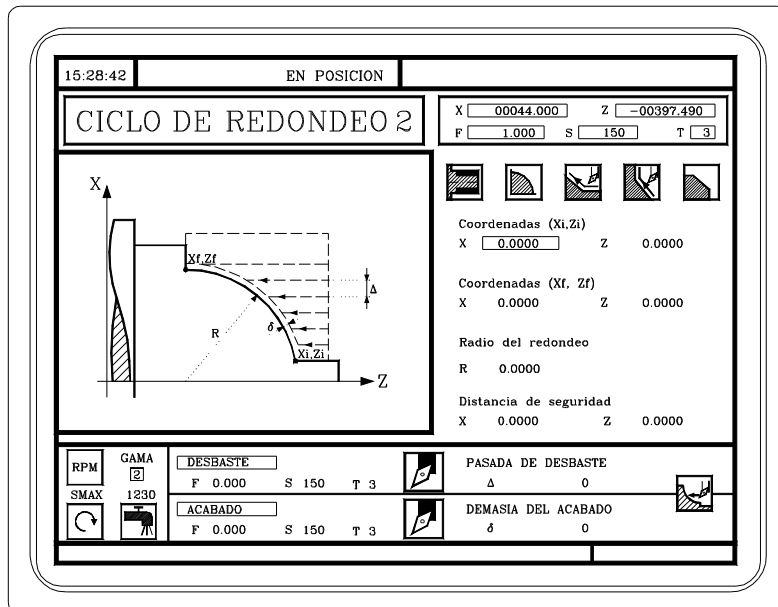 15:28:42 EN POSICION
CICLO DE REDONDEO 2
X 00044.000 Z -00397.490
F 1.000 S 150 T 3
X
Xf,Zf
Δ
R
δ
Xi,Zi
Z
Coordenadas (Xi,Zi)
X 0.0000 Z 0.0000
Coordenadas (Xf, Zf)
X 0.0000 Z 0.0000
Radio del redondeo
R 0.0000
Distancia de seguridad
X 0.0000 Z 0.0000
RPM GAMA
2
SMAX 1230
DESBASTE
F 0.000 S 150 T 3
PASADA DE DESBASTE
Δ 0
ACABADO
F 0.000 S 150 T 3
DEMASIA DEL ACABADO
δ 0